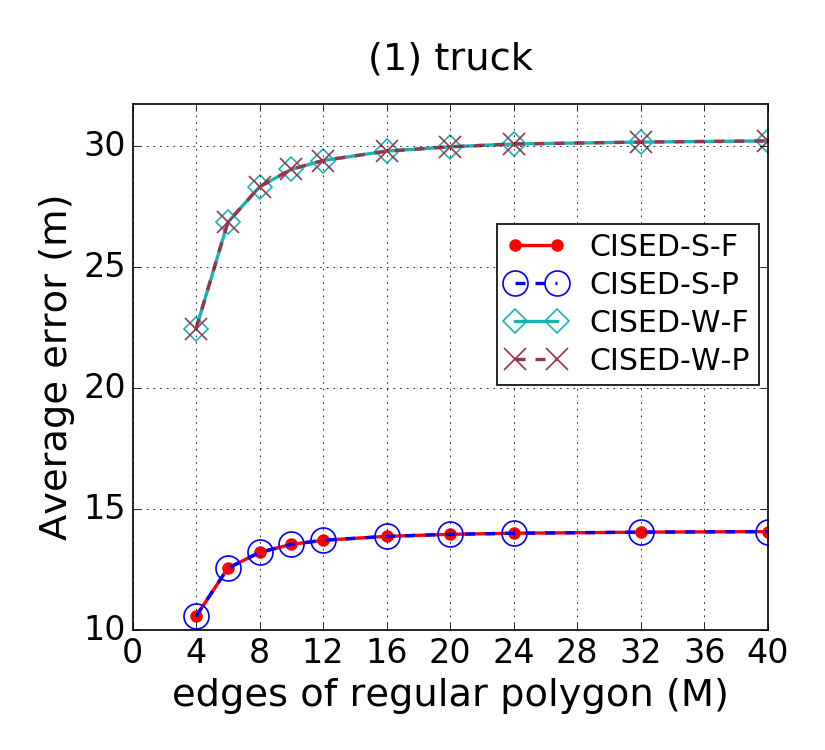 (1) truck
Average error (m)
30
25
20
15
10
CISED-S-F
CISED-S-P
CISED-W-F
CISED-W-P
0 4 8 12 16 20 24 28 32 36 40
edges of regular polygon (M)